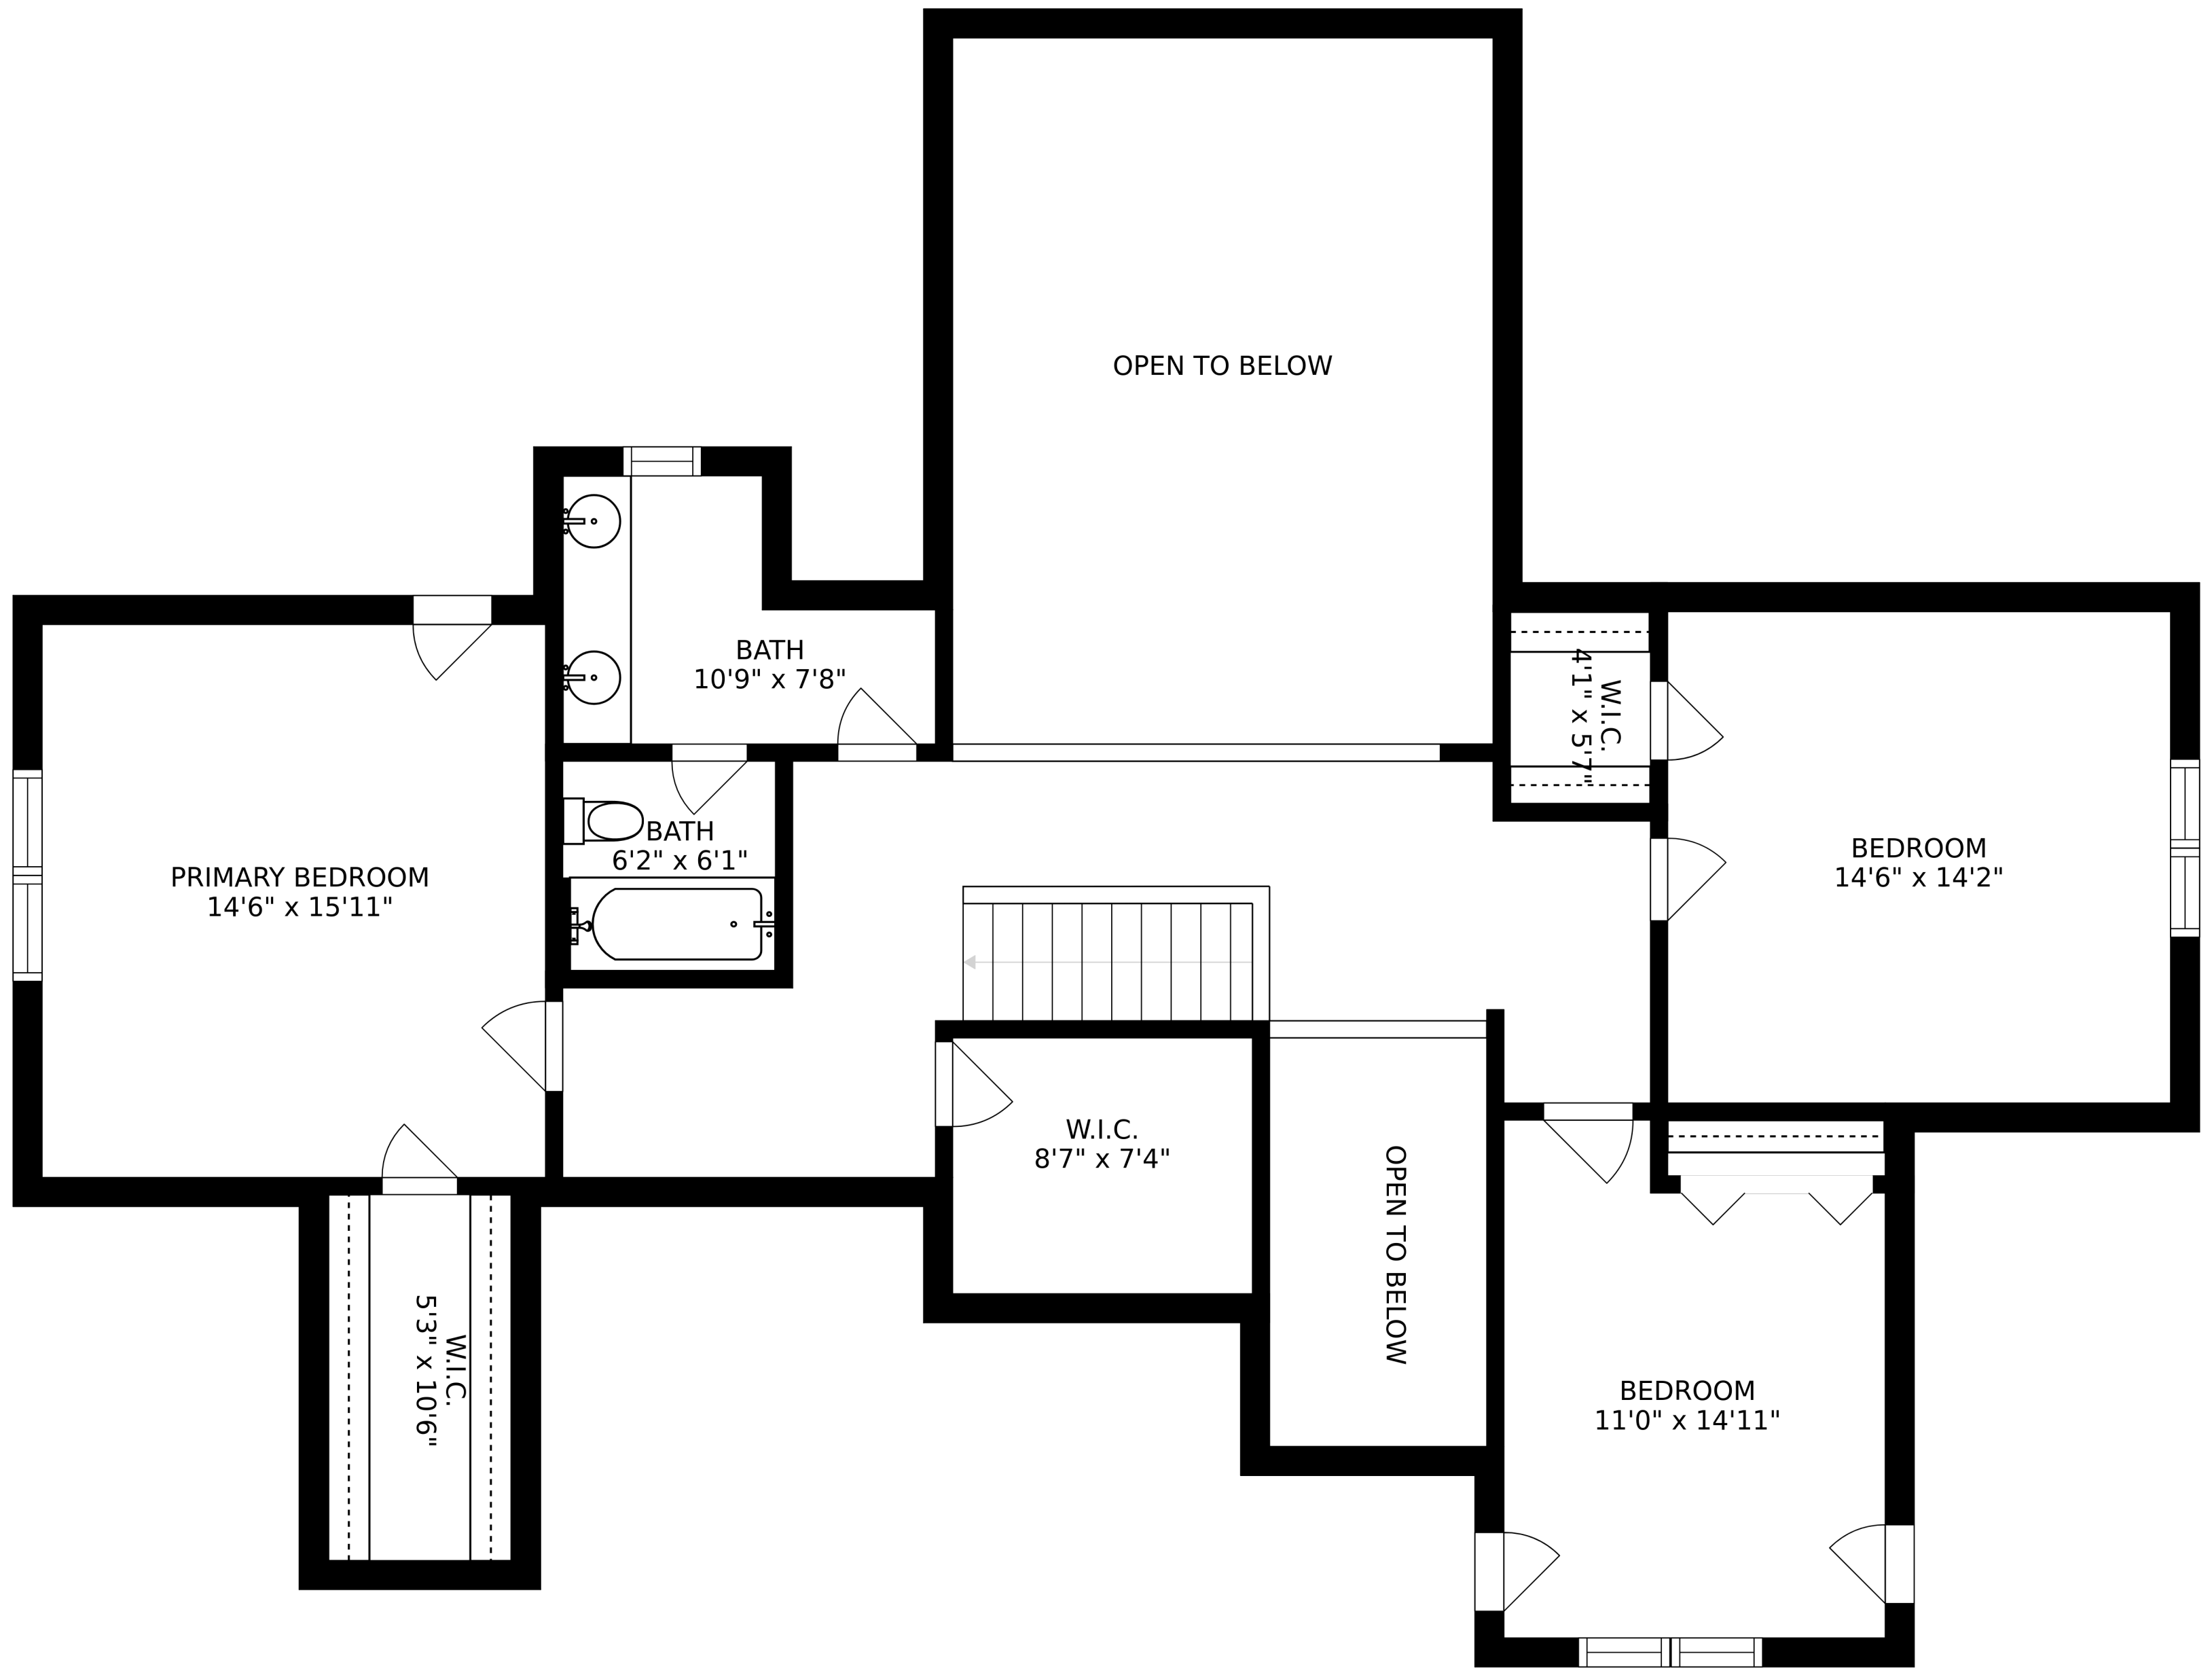 OPEN TO BELOW
BATH
10'9" x 7'8"
W.I.C.
4'1" x 5'7"
BATH
6'2" x 6'1"
PRIMARY BEDROOM
14'6" x 15'11"
BEDROOM
14'6" x 14'2"
W.I.C.
8'7" x 7'4"
OPEN TO BELOW
W.I.C.
5'3" x 10'6"
BEDROOM
11'0" x 14'11"